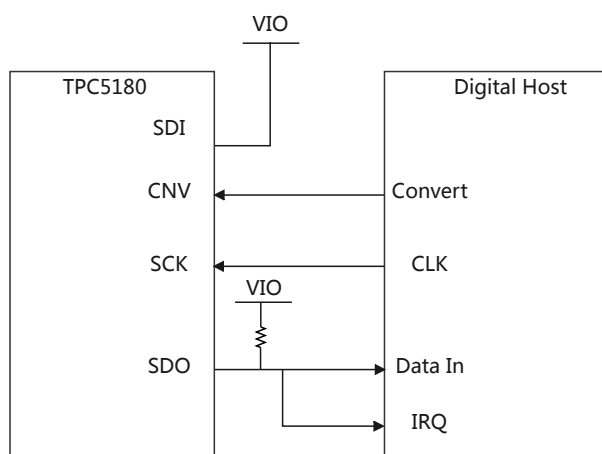 VIO
TPC5180
Digital Host
SDI
CNV
Convert
SCK
CLK
VIO
SDO
Data In
IRQ